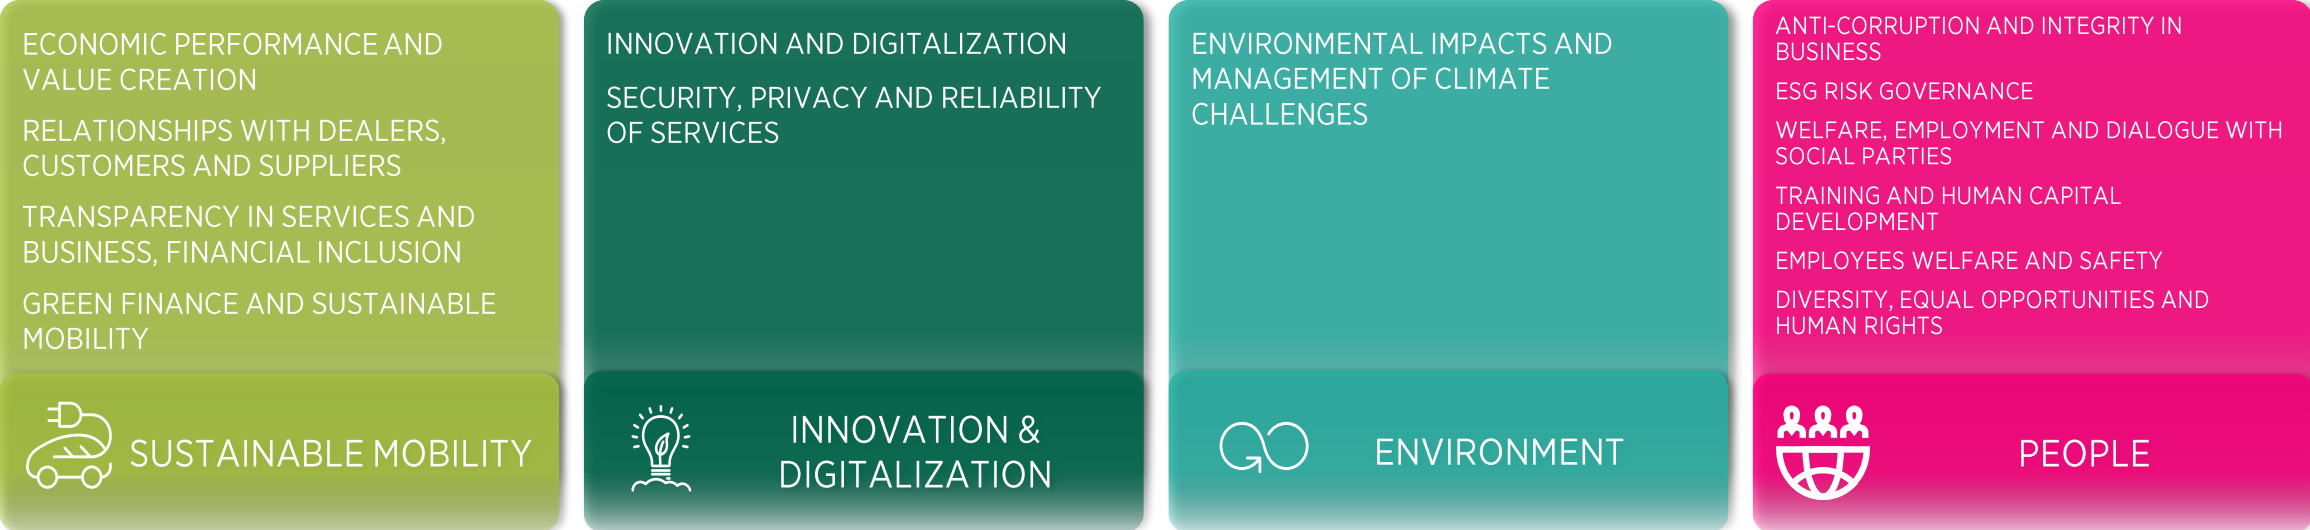 ECONOMIC PERFORMANCE AND
VALUE CREATION
RELATIONSHIPS WITH DEALERS,
CUSTOMERS AND SUPPLIERS
TRANSPARENCY IN SERVICES AND
BUSINESS, FINANCIAL INCLUSION
GREEN FINANCE AND SUSTAINABLE
MOBILITY
SUSTAINABLE MOBILITY
INNOVATION AND DIGITALIZATION
SECURITY, PRIVACY AND RELIABILITY
OF SERVICES
INNOVATION &
DIGITALIZATION
ENVIRONMENTAL IMPACTS AND
MANAGEMENT OF CLIMATE
CHALLENGES
ENVIRONMENT
ANTI-CORRUPTION AND INTEGRITY IN
BUSINESS
ESG RISK GOVERNANCE
WELFARE, EMPLOYMENT AND DIALOGUE WITH
SOCIAL PARTIES
TRAINING AND HUMAN CAPITAL
DEVELOPMENT
EMPLOYEES WELFARE AND SAFETY
DIVERSITY, EQUAL OPPORTUNITIES AND
HUMAN RIGHTS
PEOPLE